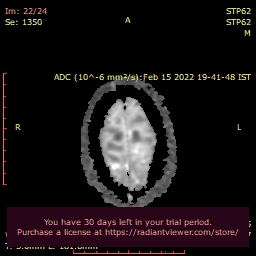 Im: 22/24
Se: 1350
STP62
STP62
M
A
ADC (10^-6 mm²/s):Feb 15 2022 19-41-48 IST
R
L
You have 30 days left in your trial period.
Purchase a license at https://radiantviewer.com/store/